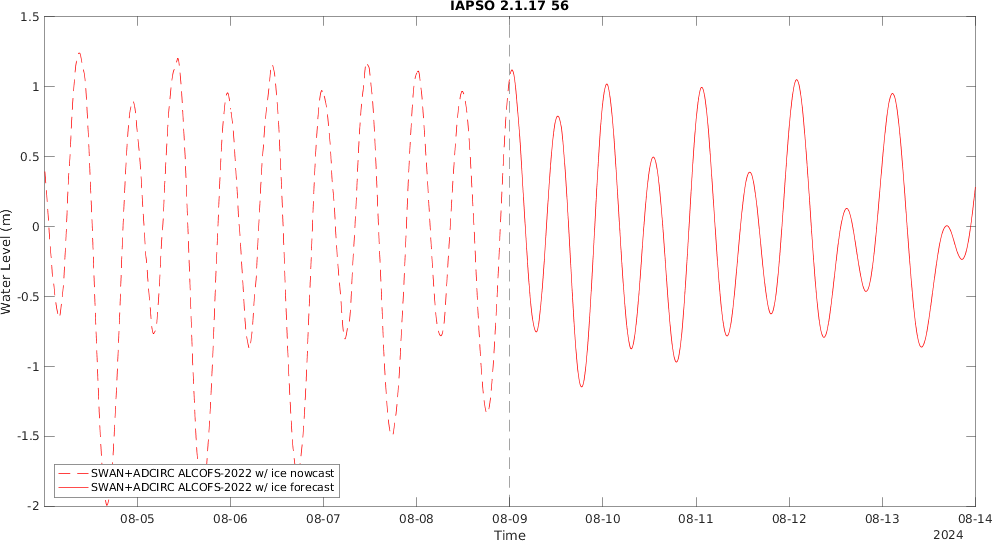 IAPSO 2.1.17 56
1.5
1
0.5
0
-0.5
-1
-1.5
-2
Water Level (m)
SWAN+ADCIRC ALCOFS-2022 w/ ice nowcast
SWAN+ADCIRC ALCOFS-2022 w/ ice forecast
08-05 08-06 08-07 08-08 08-09 08-10 08-11 08-12 08-13 08-14
Time
2024